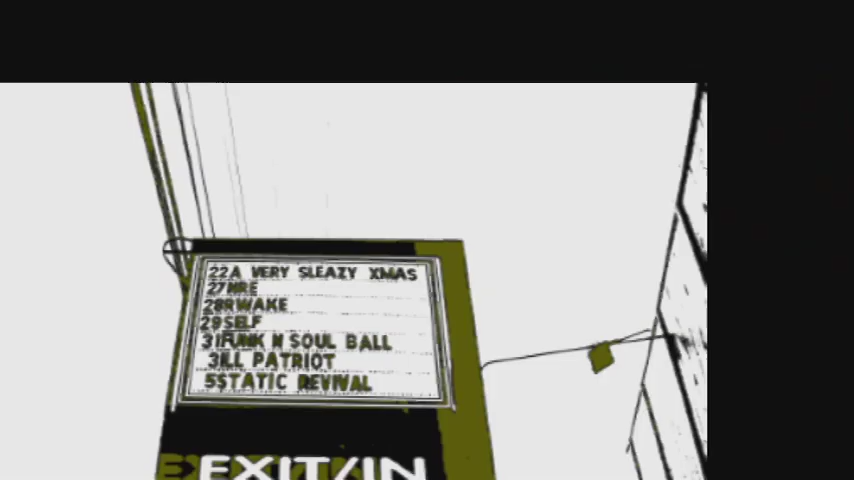 22A VERY SLEAZY XMAS
27NRE
28RWAKE
29SELF
31FUNK N SOUL BALL
3ILL PATRIOT
5STATIC REVIVAL
EXIT/IN